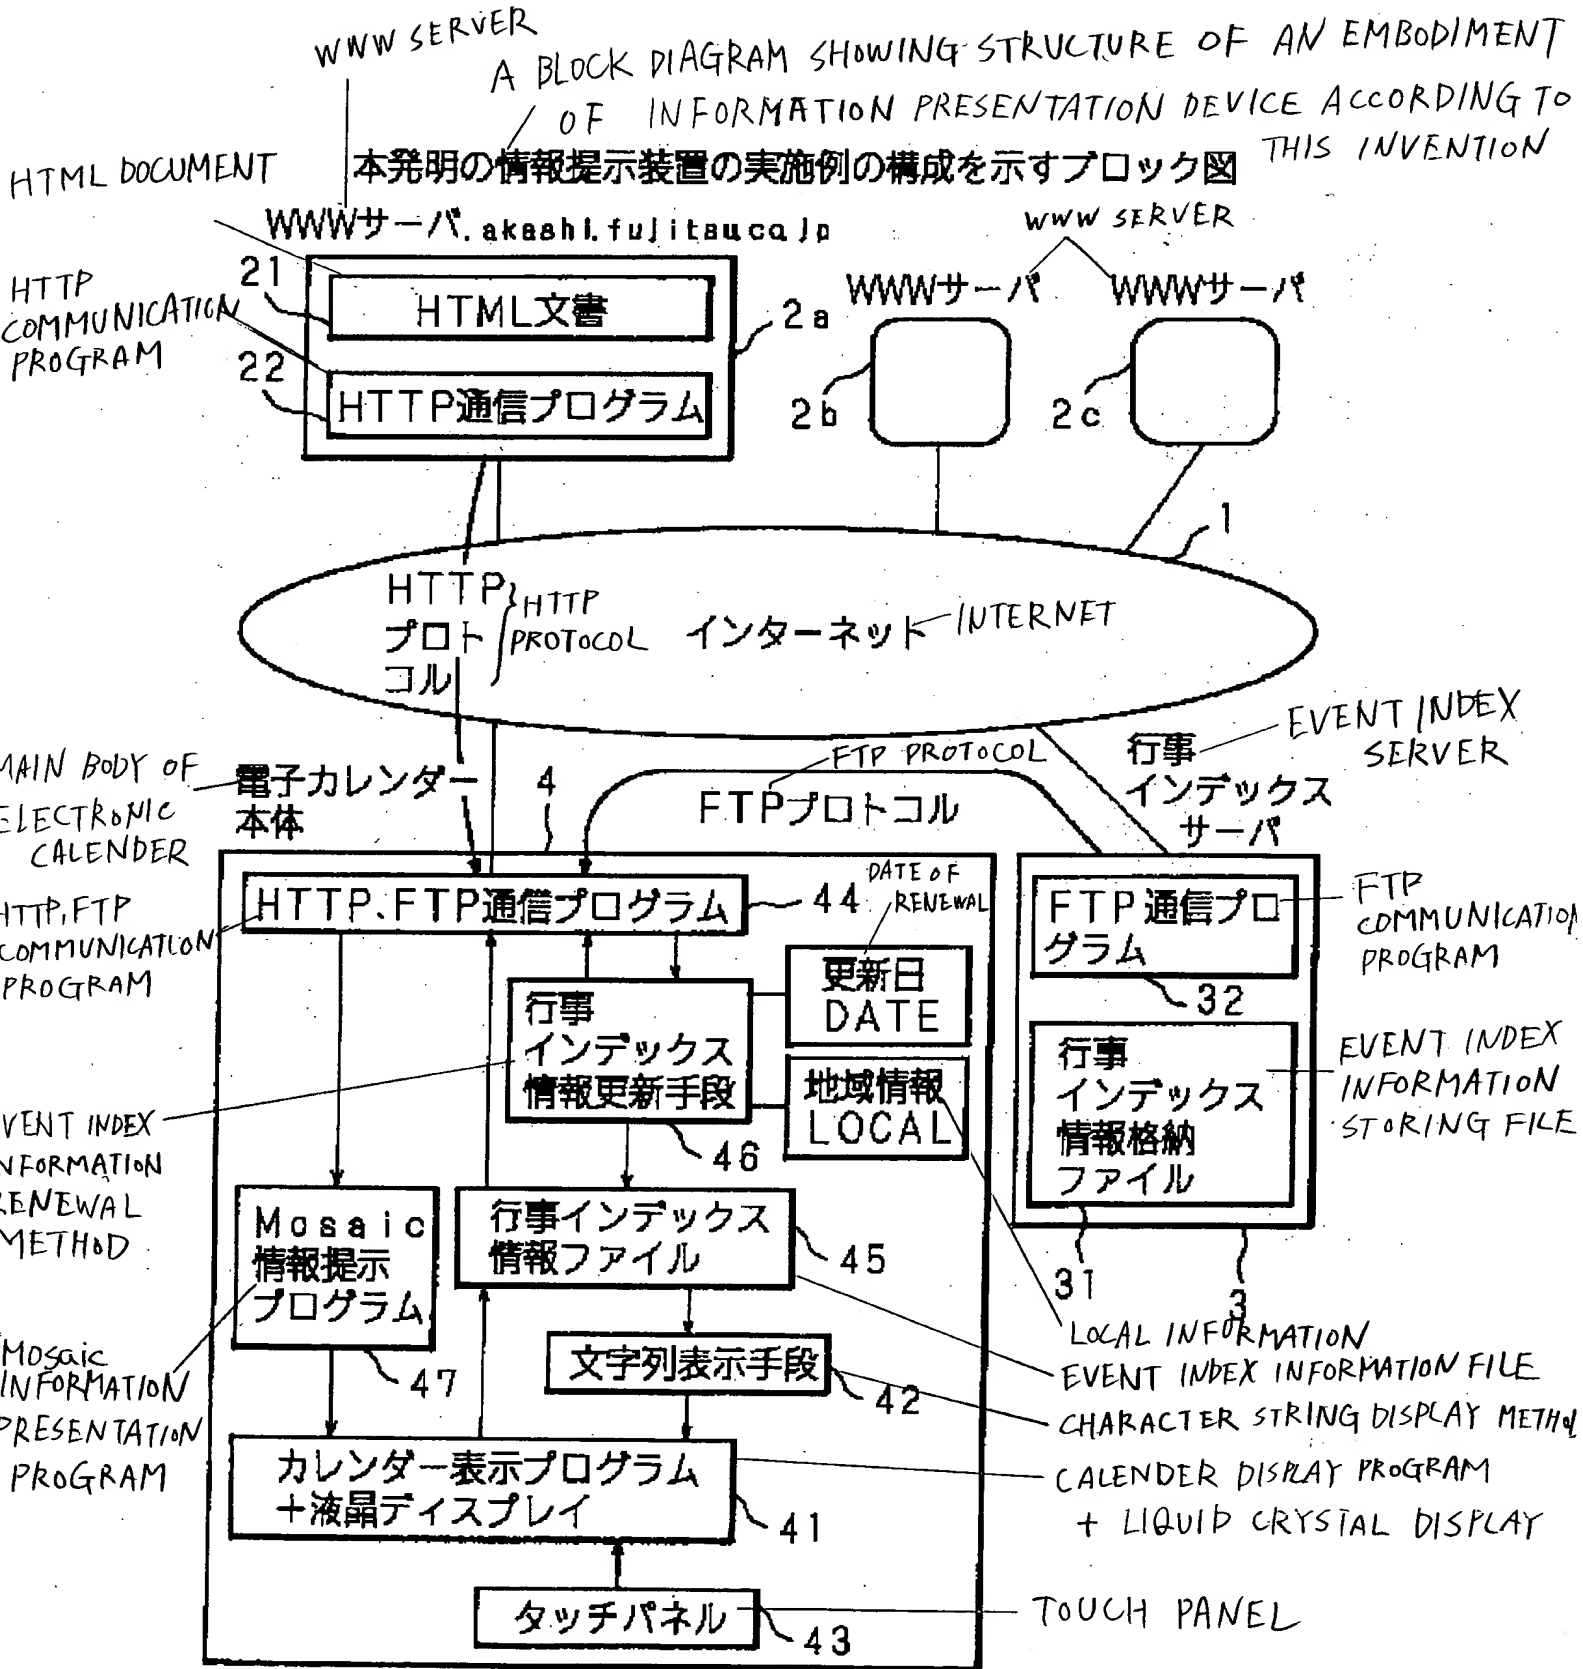 WWW SERVER
A BLOCK DIAGRAM SHOWING STRUCTURE OF AN EMBODIMENT
OF INFORMATION PRESENTATION DEVICE ACCORDING TO
THIS INVENTION
HTML DOCUMENT
本発明の情報提示装置の実施例の構成を示すブロック図
WWWサーバ.akashi.fujitsuco.jp
WWW SERVER
HTTP
COMMUNICATION
PROGRAM
21
HTML文書
22
HTTP通信プログラム
2a
WWWサーバ
WWWサーバ
2b
2c
1
HTTP
プロト
コル
HTTP
PROTOCOL
インターネット
INTERNET
MAIN BODY OF
ELECTRONIC
CALENDER
電子カレンダー
本体
4
FTP PROTOCOL
FTPプロトコル
行事
インデックス
サーバ
EVENT INDEX
SERVER
HTTP, FTP
COMMUNICATION
PROGRAM
HTTP、FTP通信プログラム
44
DATE OF
RENEWAL
更新日
DATE
FTP通信プロ
グラム
32
FTP
COMMUNICATION
PROGRAM
行事
インデックス
情報更新手段
46
地域情報
LOCAL
行事
インデックス
情報格納
ファイル
31
3
EVENT INDEX
INFORMATION
STORING FILE
EVENT INDEX
INFORMATION
RENEWAL
METHOD
Mosaic
情報提示
プログラム
47
行事インデックス
情報ファイル
45
LOCAL INFORMATION
EVENT INDEX INFORMATION FILE
Mosaic
INFORMATION
PRESENTATION
PROGRAM
文字列表示手段
42
CHARACTER STRING DISPLAY METHO
カレンダー表示プログラム
+液晶ディスプレイ
41
CALENDER DISPLAY PROGRAM
+ LIQUID CRYSTAL DISPLAY
タッチパネル
43
TOUCH PANEL